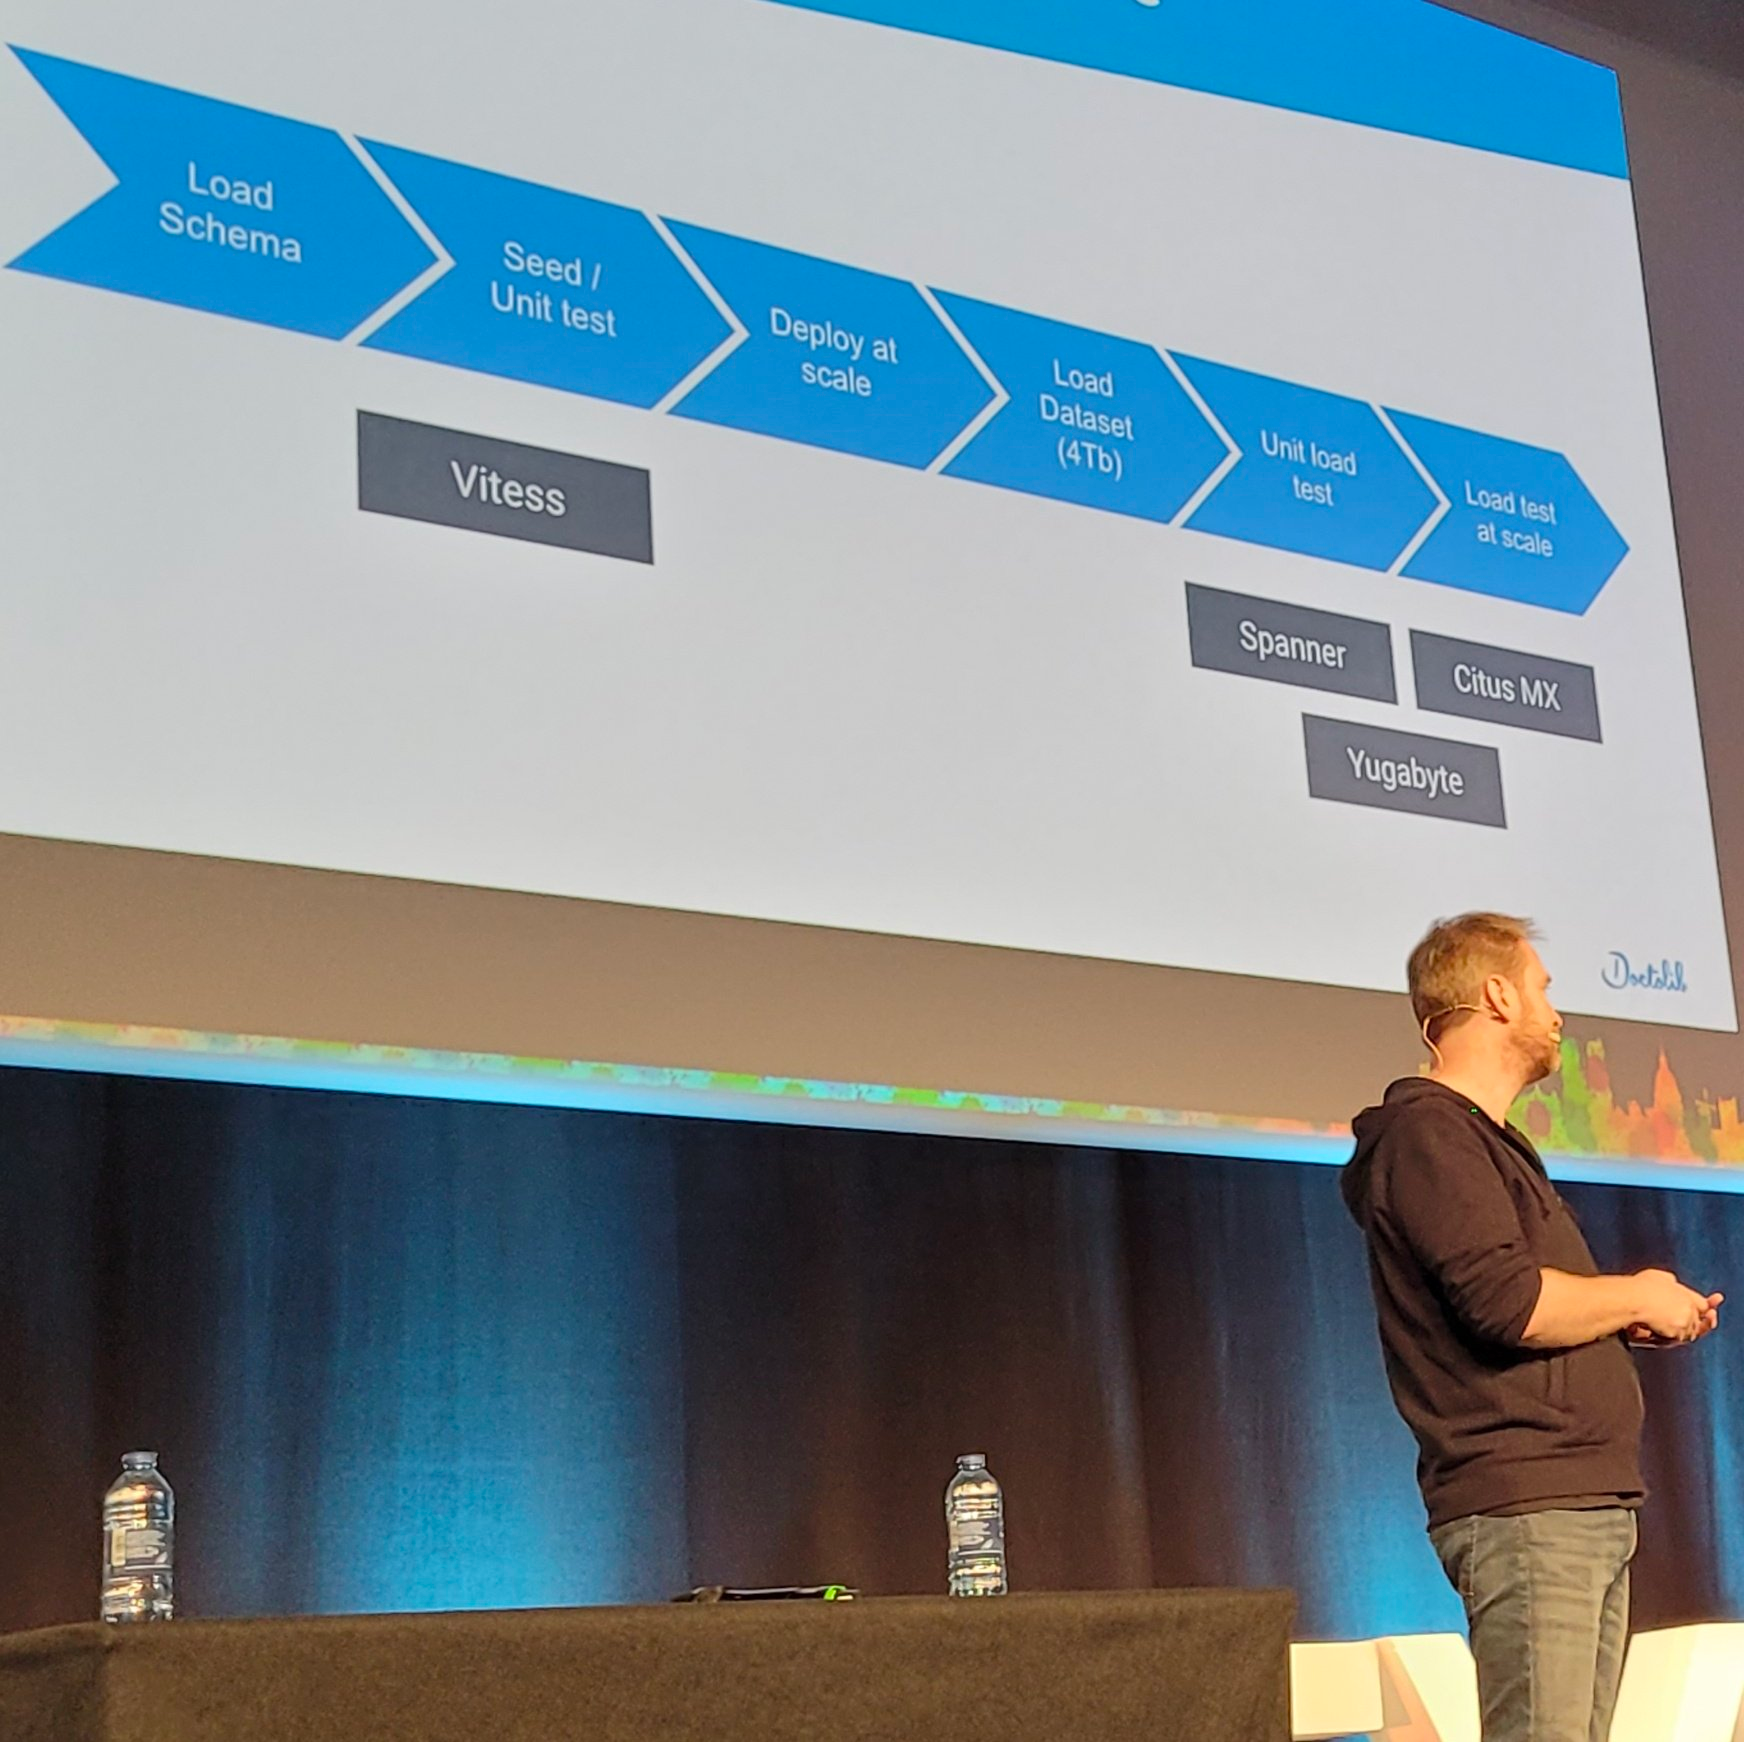 Load
Schema
Seed /
Unit test
Deploy at
scale
Load
Dataset
(4Tb)
Unit load
test
Load test
at scale
Vitess
Spanner
Citus MX
Yugabyte
Doctolib